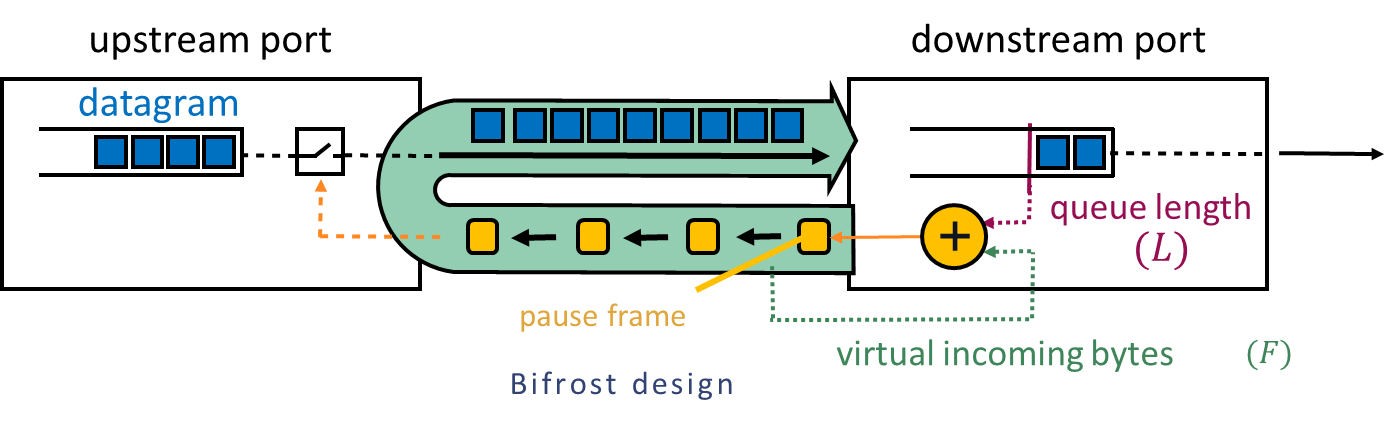 upstream port
downstream port
datagram
queue length
(L)
+
pause frame
virtual incoming bytes (F)
Bifrost design